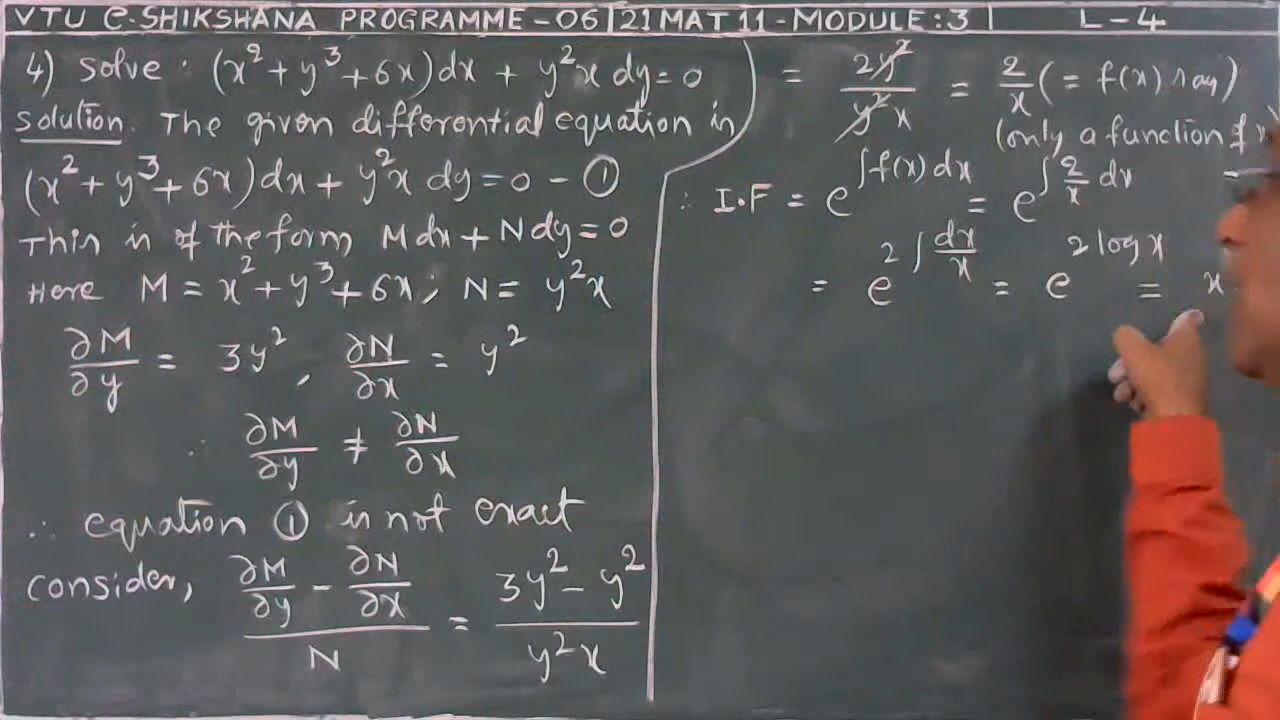 VTU e-SHIKSHANA PROGRAMME - 06 | 21MAT11 - MODULE : 3 | L - 4
4) Solve · (x² + y³ + 6x)dx + y²x dy = 0
Solution. The given differential equation is
(x² + y³ + 6x)dx + y²x dy = 0 - ①
This is of the form Mdx + Ndy = 0
Here M = x² + y³ + 6x; N = y²x
∂M/∂y = 3y², ∂N/∂x = y²
∴ ∂M/∂y ≠ ∂N/∂x
∴ equation ① is not exact
consider, (∂M/∂y - ∂N/∂x)/N = (3y² - y²)/(y²x)
= 2y²/(y²x) = 2/x (= f(x) say)
(only a function of x
∴ I.F = e^∫f(x)dx = e^∫(2/x)dx
= e^(2∫dx/x) = e^(2 log x) = x